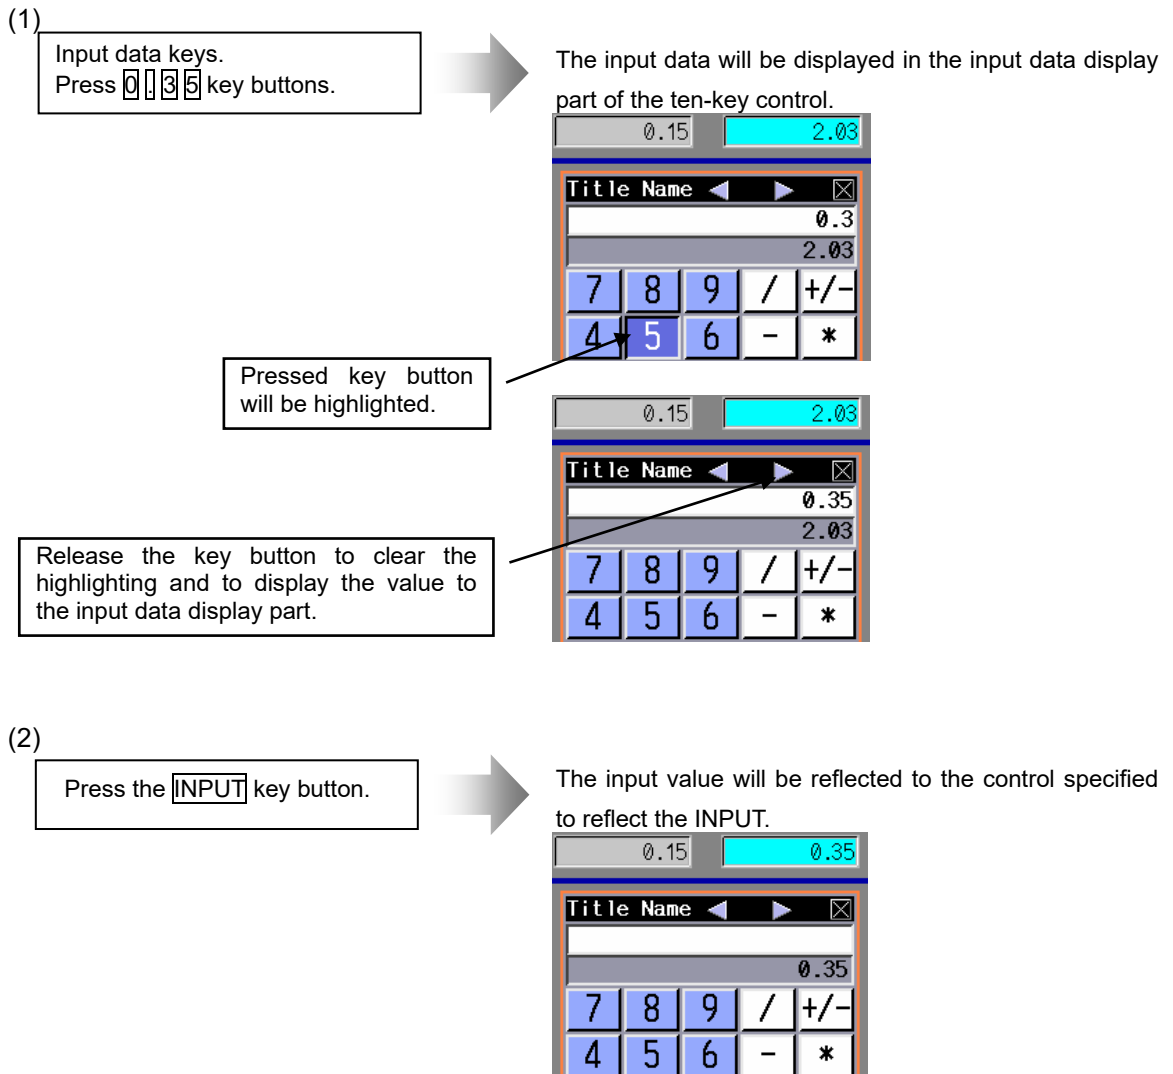 (1)
Input data keys.
Press 0 . 3 5 key buttons.
The input data will be displayed in the input data display
part of the ten-key control.
0.15 2.03
Title Name
0.3
2.03
7 8 9 / +/-
4 5 6 - *
Pressed key button
will be highlighted.
0.15 2.03
Title Name
0.35
2.03
7 8 9 / +/-
4 5 6 - *
Release the key button to clear the
highlighting and to display the value to
the input data display part.
(2)
Press the INPUT key button.
The input value will be reflected to the control specified
to reflect the INPUT.
0.15 0.35
Title Name
0.35
7 8 9 / +/-
4 5 6 - *